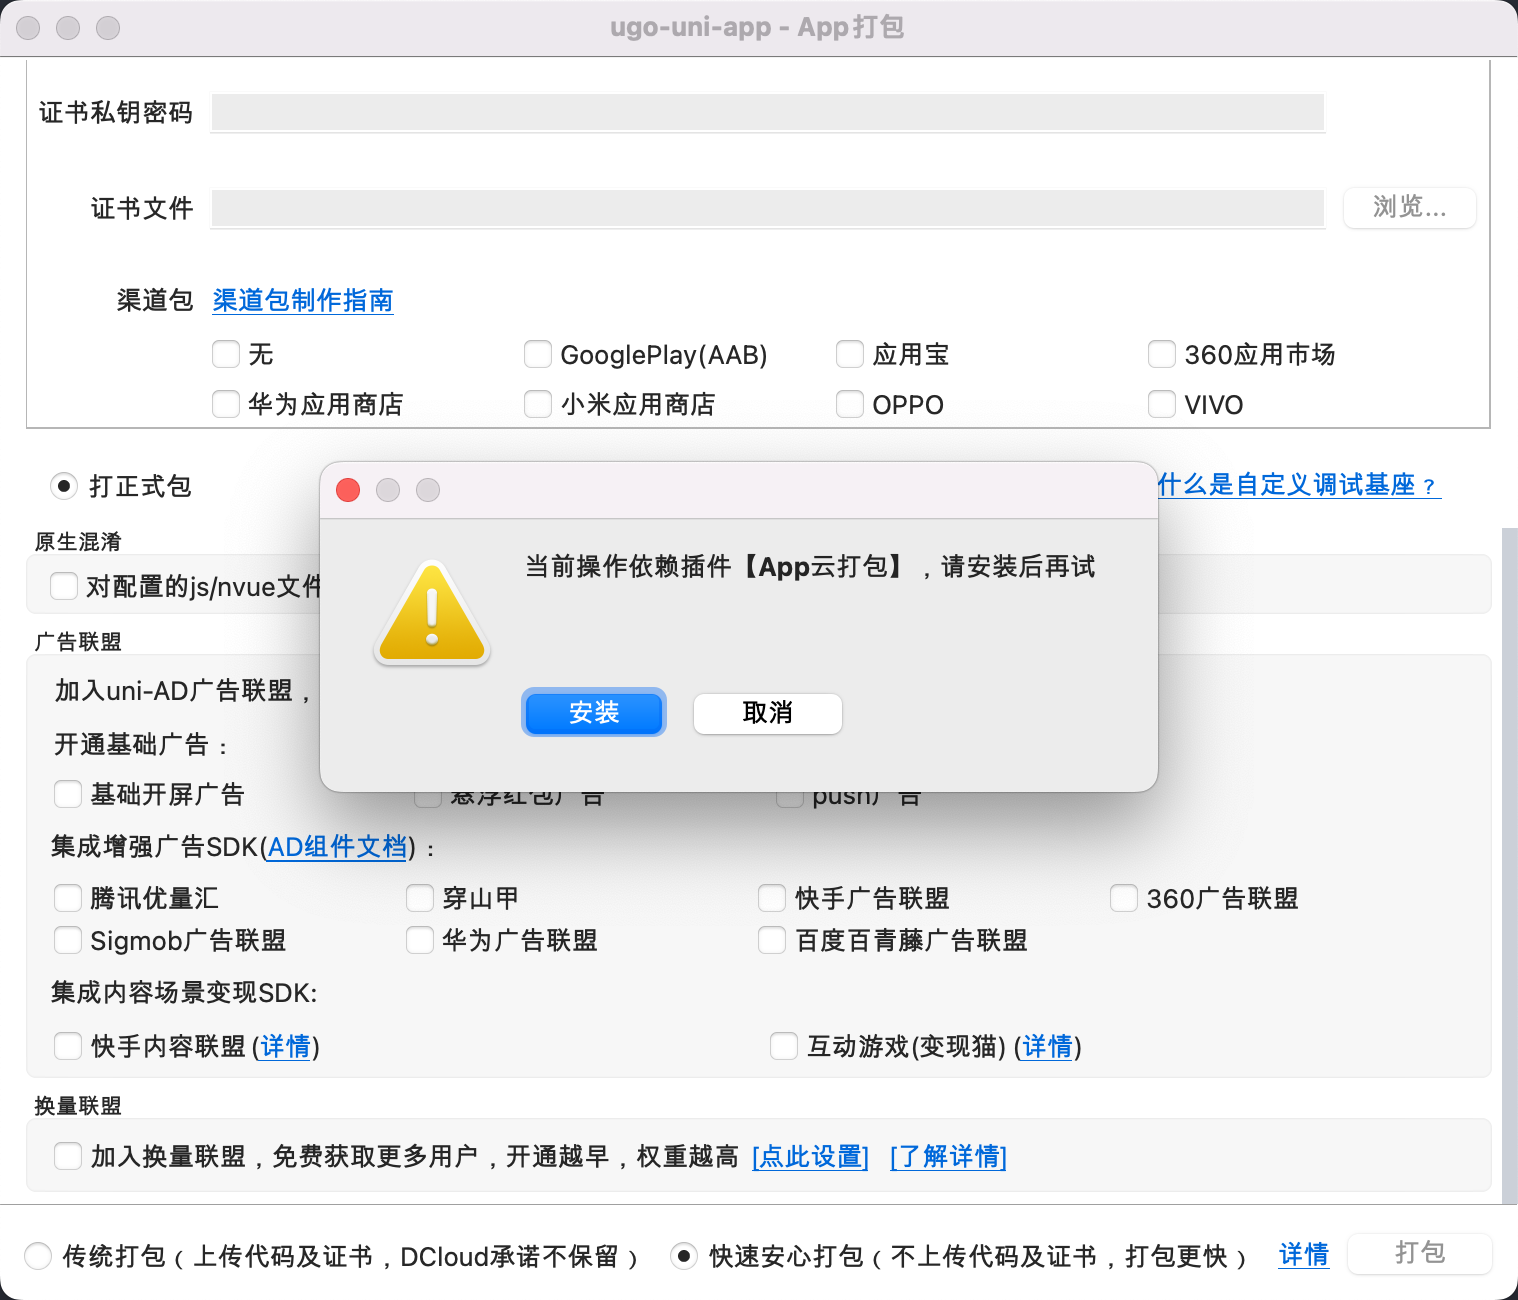 ugo-uni-app - App打包
证书私钥密码
证书文件
浏览...
渠道包 渠道包制作指南
无 GooglePlay(AAB) 应用宝 360应用市场
华为应用商店 小米应用商店 OPPO VIVO
打正式包
什么是自定义调试基座？
原生混淆
对配置的js/nvue文件
当前操作依赖插件【App云打包】，请安装后再试
安装 取消
广告联盟
加入uni-AD广告联盟，
开通基础广告：
基础开屏广告 悬浮红包广告 push广告
集成增强广告SDK(AD组件文档)：
腾讯优量汇 穿山甲 快手广告联盟 360广告联盟
Sigmob广告联盟 华为广告联盟 百度百青藤广告联盟
集成内容场景变现SDK:
快手内容联盟 (详情) 互动游戏(变现猫) (详情)
换量联盟
加入换量联盟，免费获取更多用户，开通越早，权重越高 [点此设置] [了解详情]
传统打包（上传代码及证书，DCloud承诺不保留） 快速安心打包（不上传代码及证书，打包更快） 详情 打包